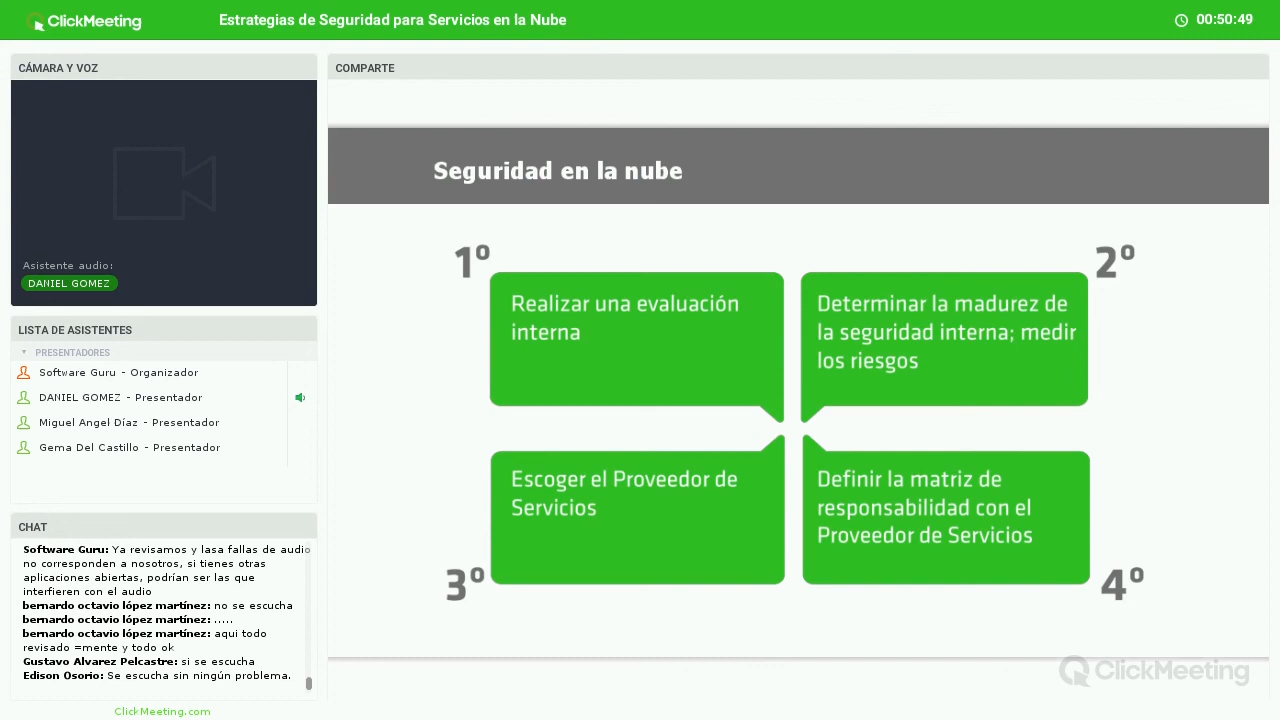 ClickMeeting
Estrategias de Seguridad para Servicios en la Nube
00:50:49
CÁMARA Y VOZ
Asistente audio:
DANIEL GOMEZ
LISTA DE ASISTENTES
PRESENTADORES
Software Guru - Organizador
DANIEL GOMEZ - Presentador
Miguel Angel Díaz - Presentador
Gema Del Castillo - Presentador
CHAT
Software Guru: Ya revisamos y lasa fallas de audio
no corresponden a nosotros, si tienes otras
aplicaciones abiertas, podrían ser las que
interfieren con el audio
bernardo octavio lópez martínez: no se escucha
bernardo octavio lópez martínez: .....
bernardo octavio lópez martínez: aqui todo
revisado =mente y todo ok
Gustavo Alvarez Pelcastre: si se escucha
Edison Osorio: Se escucha sin ningún problema.
ClickMeeting.com
COMPARTE
Seguridad en la nube
1º
Realizar una evaluación
interna
2º
Determinar la madurez de
la seguridad interna; medir
los riesgos
3º
Escoger el Proveedor de
Servicios
4º
Definir la matriz de
responsabilidad con el
Proveedor de Servicios
ClickMeeting